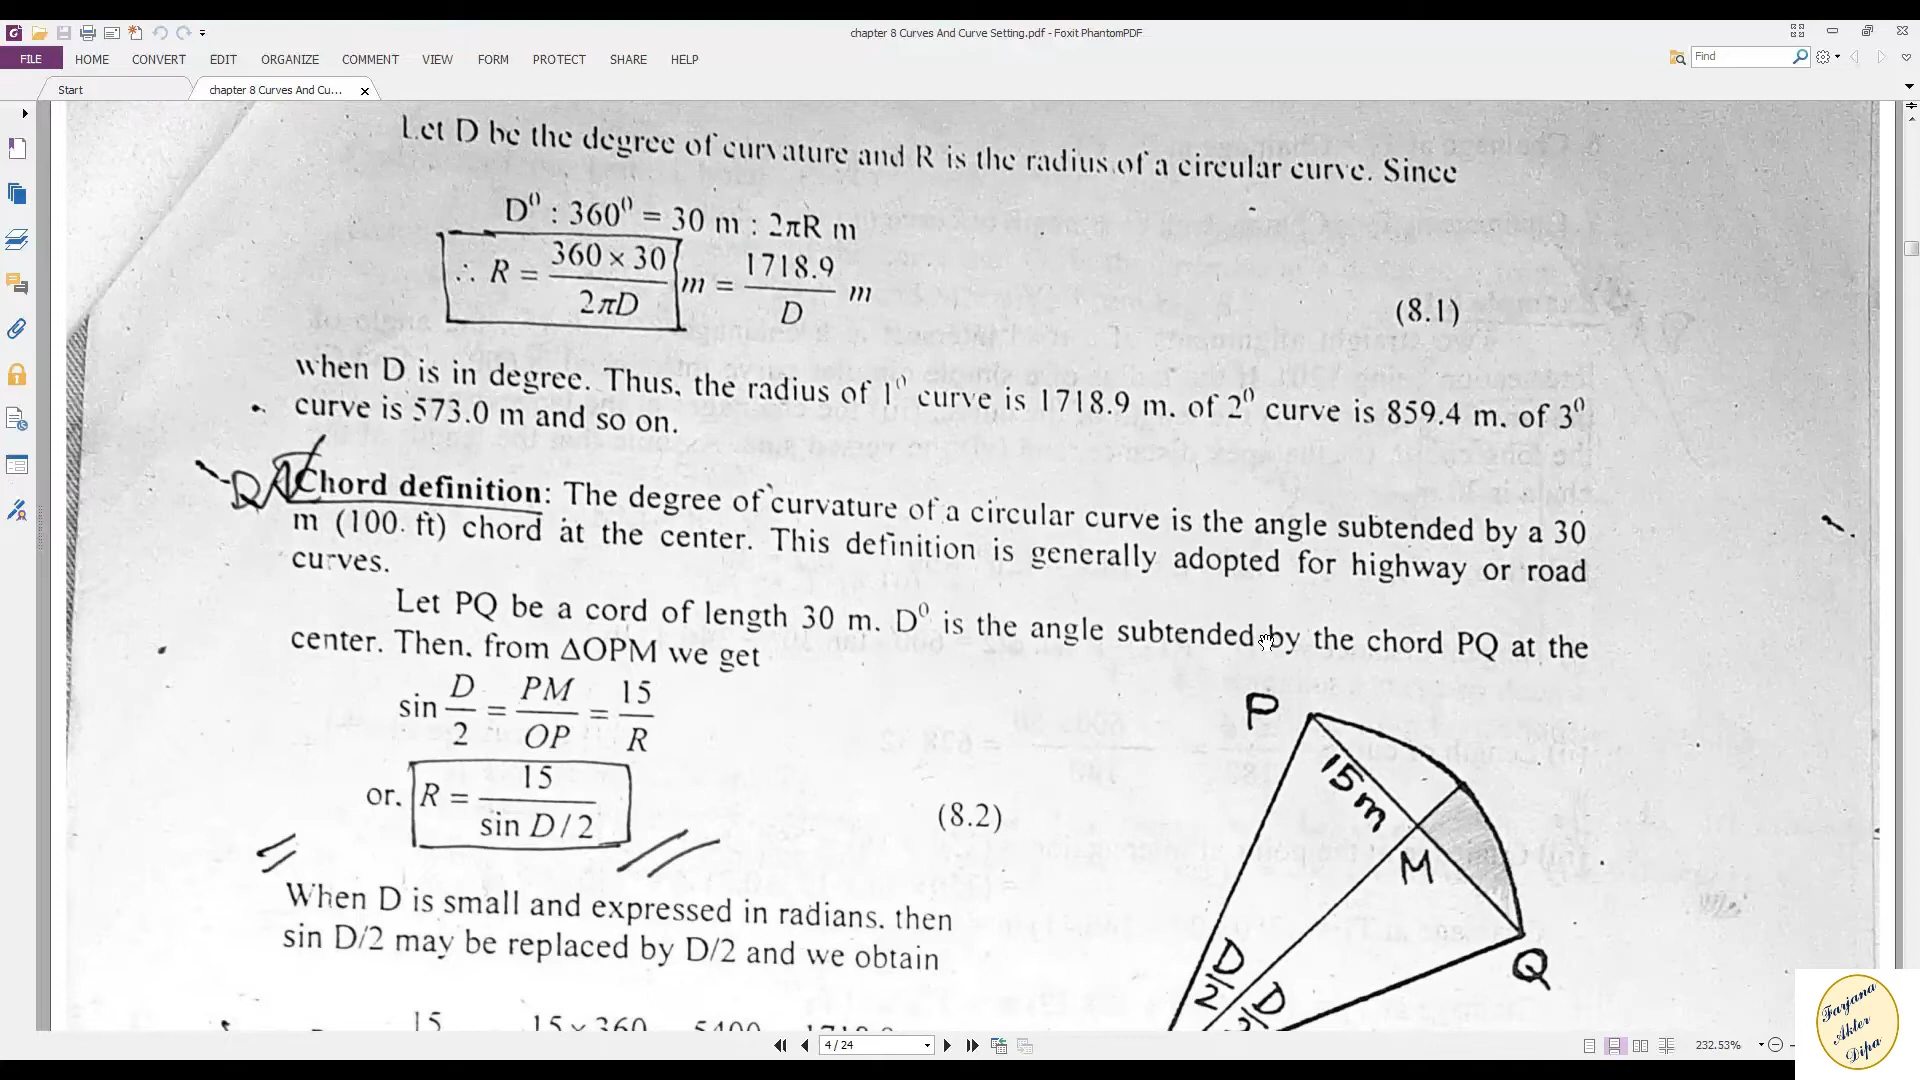 chapter 8 Curves And Curve Setting.pdf - Foxit PhantomPDF
FILE HOME CONVERT EDIT ORGANIZE COMMENT VIEW FORM PROTECT SHARE HELP
Find
Start
chapter 8 Curves And Cu...
Let D be the degree of curvature and R is the radius of a circular curve. Since
D⁰ : 360⁰ = 30 m : 2πR m
∴ R = 360 × 30 / 2πD m = 1718.9 / D m (8.1)
when D is in degree. Thus, the radius of 1⁰ curve is 1718.9 m. of 2⁰ curve is 859.4 m. of 3⁰
curve is 573.0 m and so on.
Chord definition: The degree of curvature of a circular curve is the angle subtended by a 30
m (100. ft) chord at the center. This definition is generally adopted for highway or road
curves.
Let PQ be a cord of length 30 m. D⁰ is the angle subtended by the chord PQ at the
center. Then, from ΔOPM we get
sin D/2 = PM/OP = 15/R
or. R = 15 / sin D/2 (8.2)
When D is small and expressed in radians. then
sin D/2 may be replaced by D/2 and we obtain
P
15m
M
Q
D/2
D
15 15 × 360 5400
4 / 24
232.53%
Farjana
Akter
Dipa